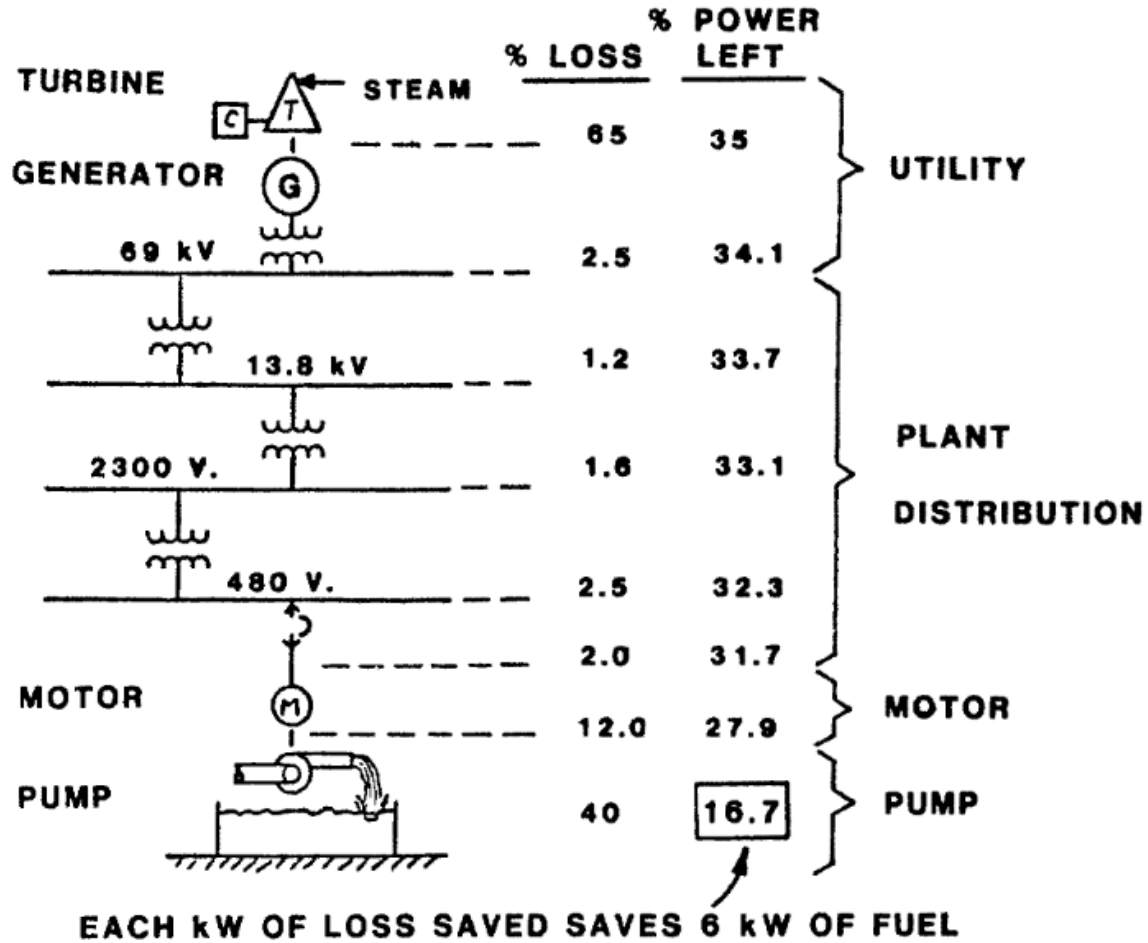 % LOSS % POWER LEFT
TURBINE
STEAM
T
C
65 35
GENERATOR
G
UTILITY
69 kV
2.5 34.1
13.8 kV
1.2 33.7
PLANT DISTRIBUTION
2300 V.
1.6 33.1
480 V.
2.5 32.3
2.0 31.7
MOTOR
M
12.0 27.9
MOTOR
PUMP
40 16.7
PUMP
EACH kW OF LOSS SAVED SAVES 6 kW OF FUEL